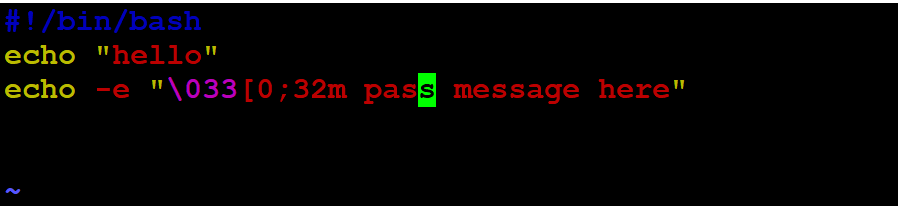 #!/bin/bash
echo "hello"
echo -e "\033[0;32m pass message here"
~